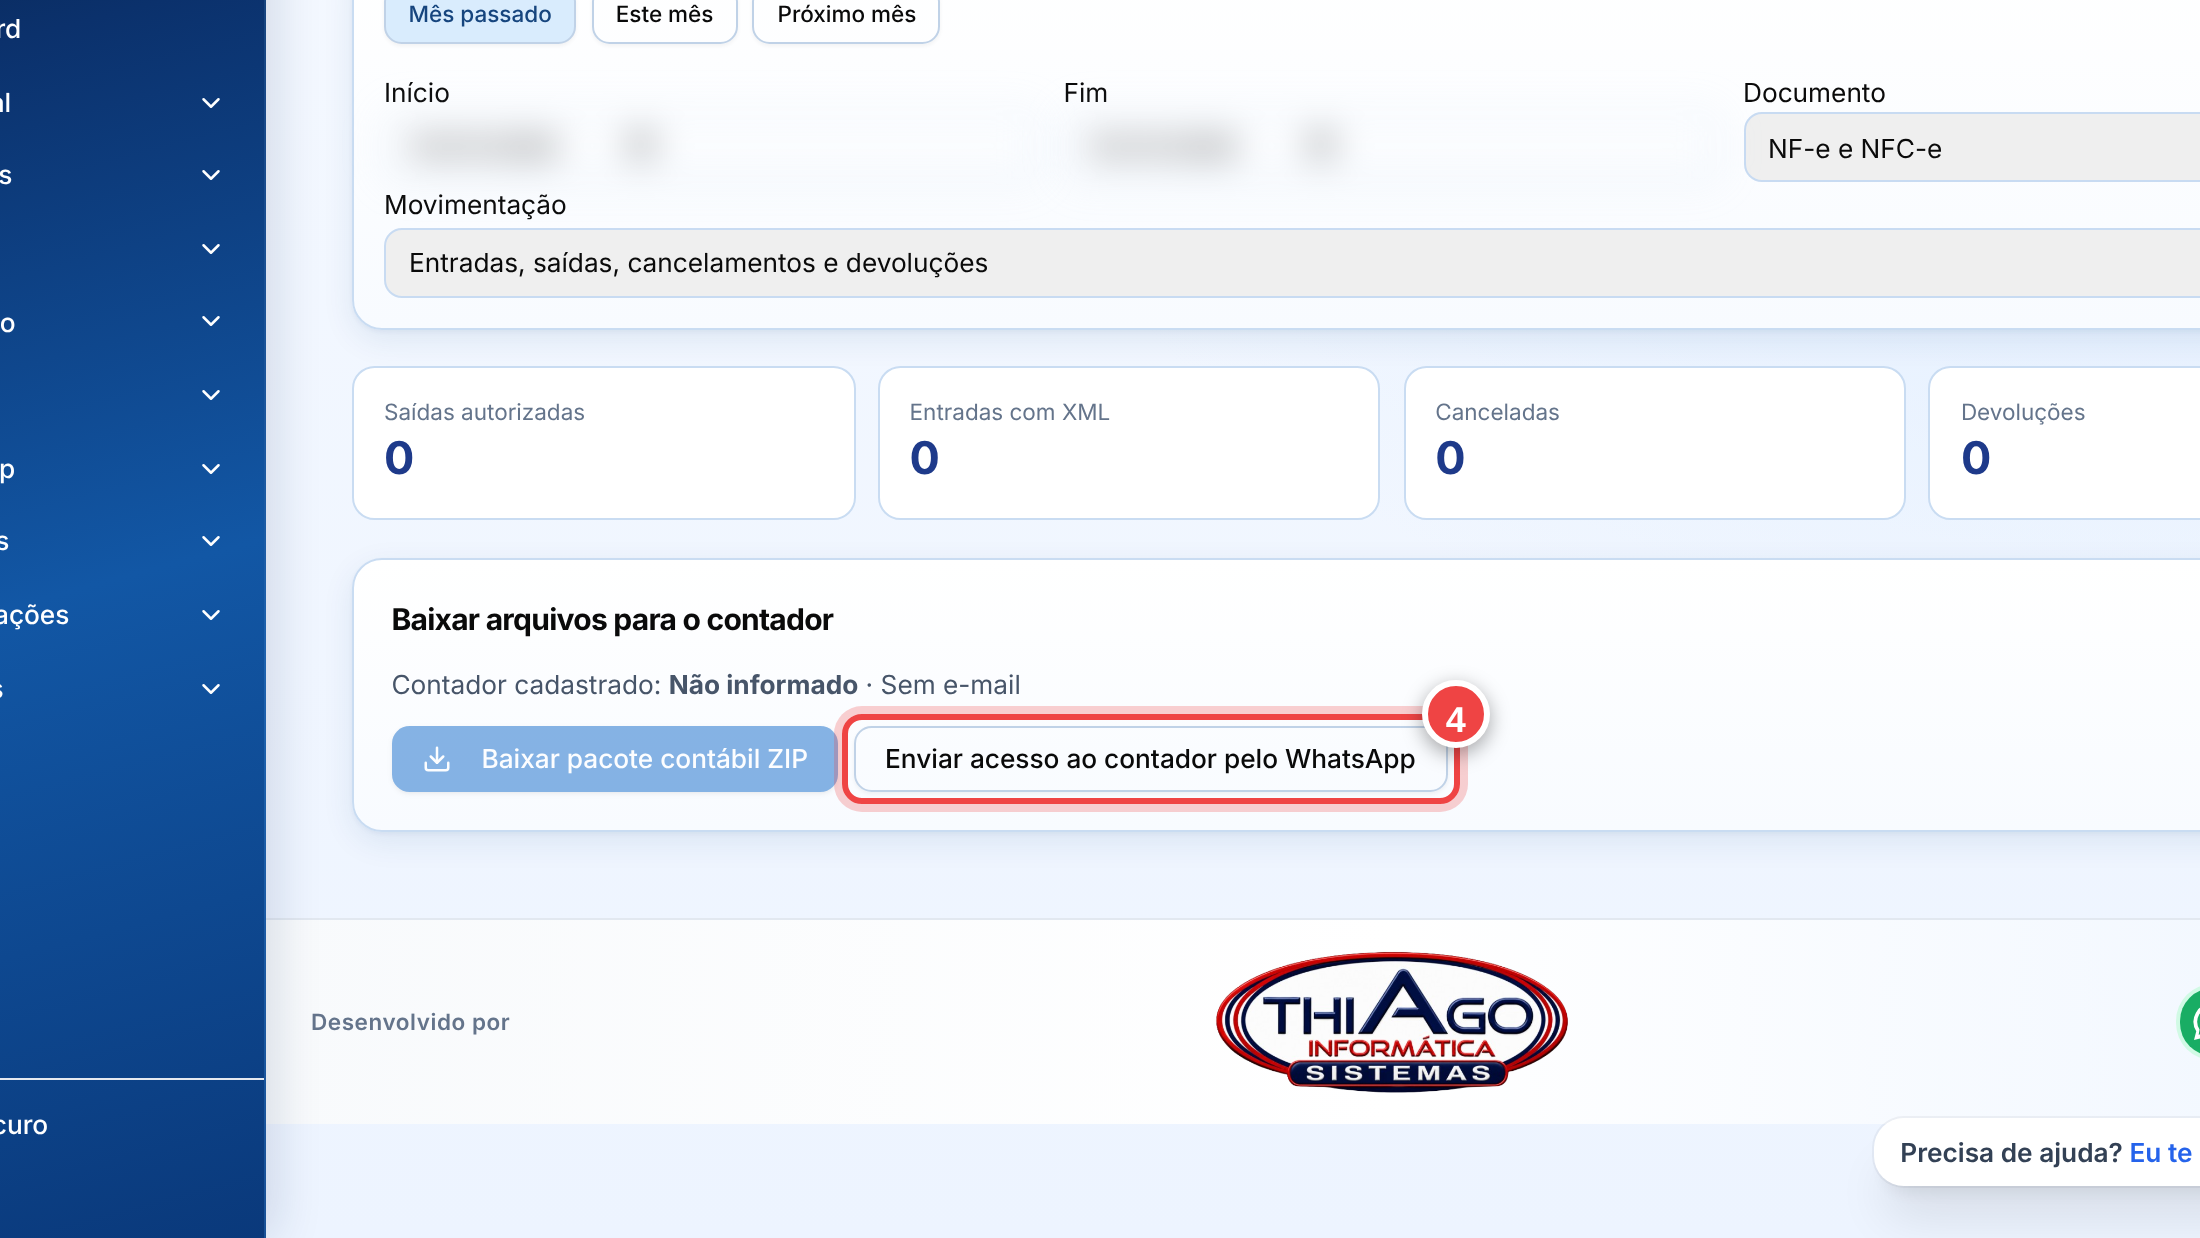 Mês passado
Este mês
Próximo mês
Início
Fim
Documento
NF-e e NFC-e
Movimentação
Entradas, saídas, cancelamentos e devoluções
Saídas autorizadas
0
Entradas com XML
0
Canceladas
0
Devoluções
0
Baixar arquivos para o contador
Contador cadastrado: Não informado · Sem e-mail
Baixar pacote contábil ZIP
Enviar acesso ao contador pelo WhatsApp
4
Desenvolvido por
THIAGO
INFORMÁTICA
SISTEMAS
Precisa de ajuda? Eu te